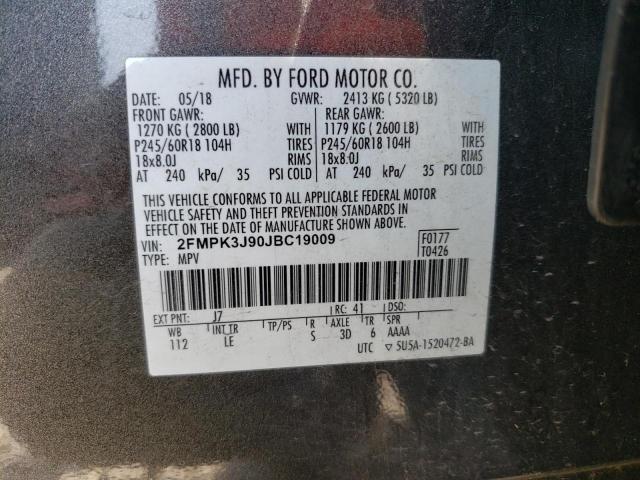 MFD. BY FORD MOTOR CO.
DATE: 05/18 GVWR: 2413 KG ( 5320 LB)
FRONT GAWR: REAR GAWR:
1270 KG ( 2800 LB) WITH 1179 KG ( 2600 LB) WITH
P245/60R18 104H TIRES P245/60R18 104H TIRES
18x8.0J RIMS 18x8.0J RIMS
AT 240 kPa/ 35 PSI COLD AT 240 kPa/ 35 PSI COLD
THIS VEHICLE CONFORMS TO ALL APPLICABLE FEDERAL MOTOR
VEHICLE SAFETY AND THEFT PREVENTION STANDARDS IN EFFECT
ON THE DATE OF MANUFACTURE SHOWN ABOVE.
VIN: 2FMPK3J90JBC19009 F0177
TYPE: MPV T0426
EXT PNT: J7 RC: 41 DSO:
WB INT TR TP/PS R AXLE TR SPR
112 LE S 3D 6 AAAA
UTC ▽ 5U5A-1520472-BA